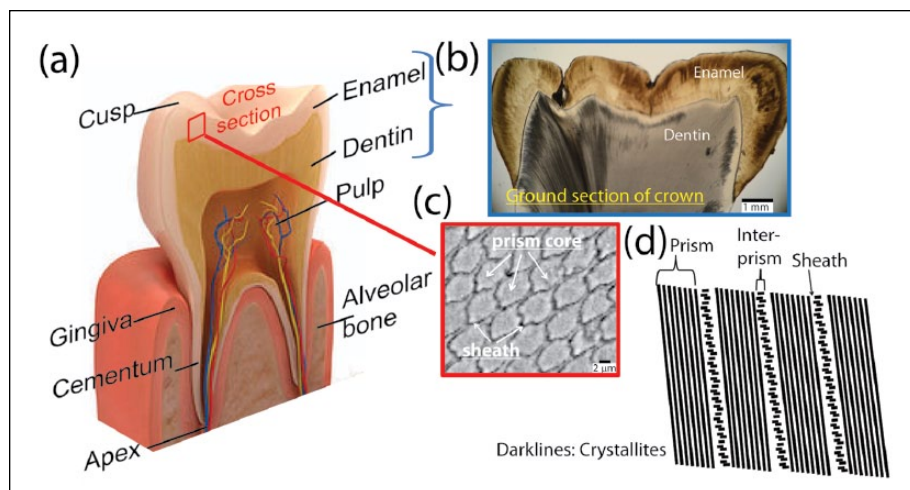 (a)
Cusp
Cross
section
Enamel
Dentin
Pulp
Gingiva
Cementum
Apex
Alveolar
bone
(b)
Enamel
Dentin
Ground section of crown
1 mm
(c)
prism core
sheath
2 µm
(d)
Prism
Inter-
prism
Sheath
Darklines: Crystallites